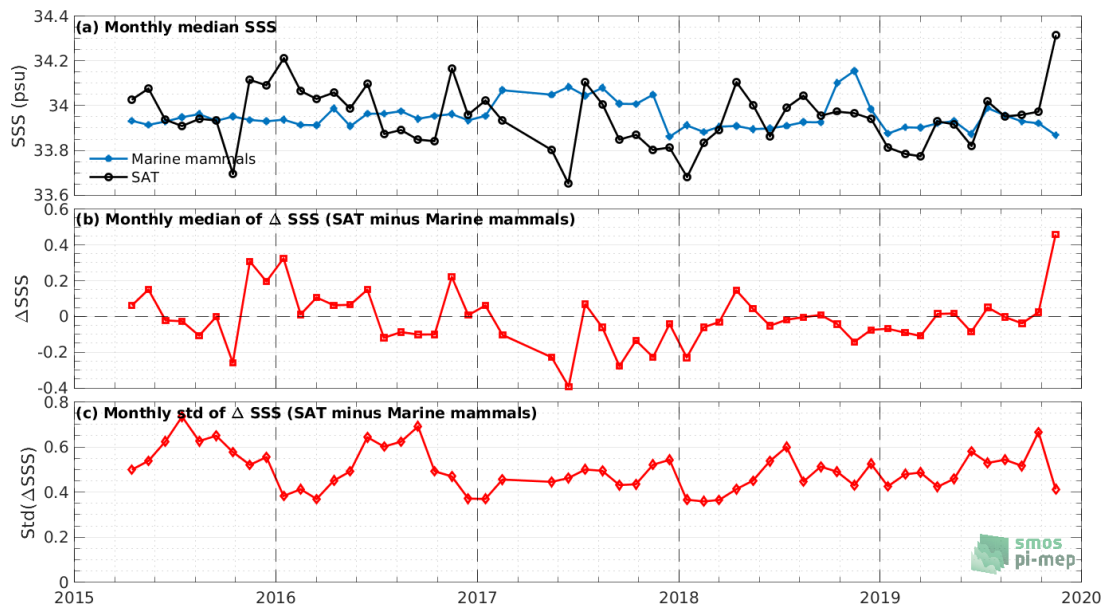 34.4
(a) Monthly median SSS
34.2
34
33.8
33.6
SSS (psu)
Marine mammals
SAT
0.6
(b) Monthly median of Δ SSS (SAT minus Marine mammals)
0.4
0.2
0
-0.2
-0.4
ΔSSS
0.8
(c) Monthly std of Δ SSS (SAT minus Marine mammals)
0.6
0.4
0.2
0
Std(ΔSSS)
smos
pi-mep
2015 2016 2017 2018 2019 2020